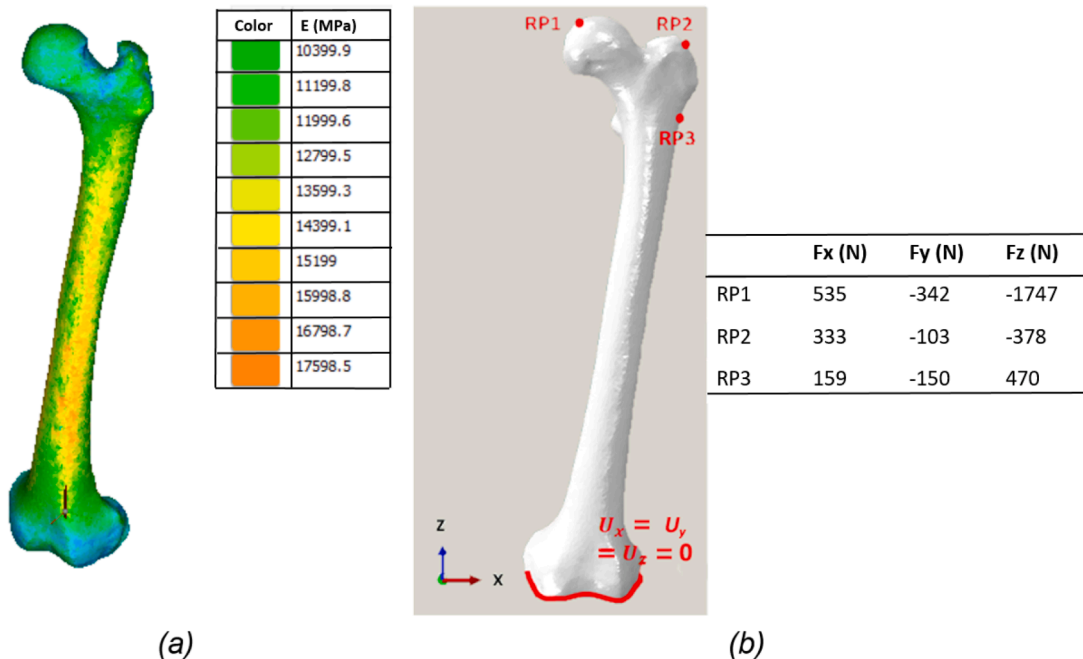 Color E (MPa)
10399.9
11199.8
11999.6
12799.5
13599.3
14399.1
15199
15998.8
16798.7
17598.5
(a)
RP1
RP2
RP3
Ux = Uy
= Uz = 0
Z
X
Fx (N) Fy (N) Fz (N)
RP1 535 -342 -1747
RP2 333 -103 -378
RP3 159 -150 470
(b)